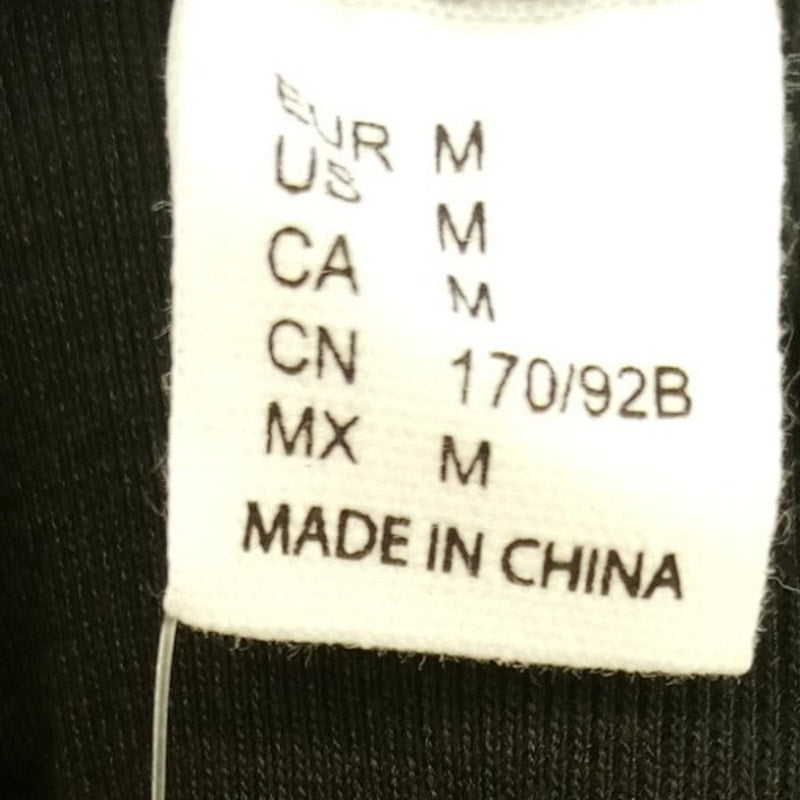 EUR M
US M
CA M
CN 170/92B
MX M
MADE IN CHINA